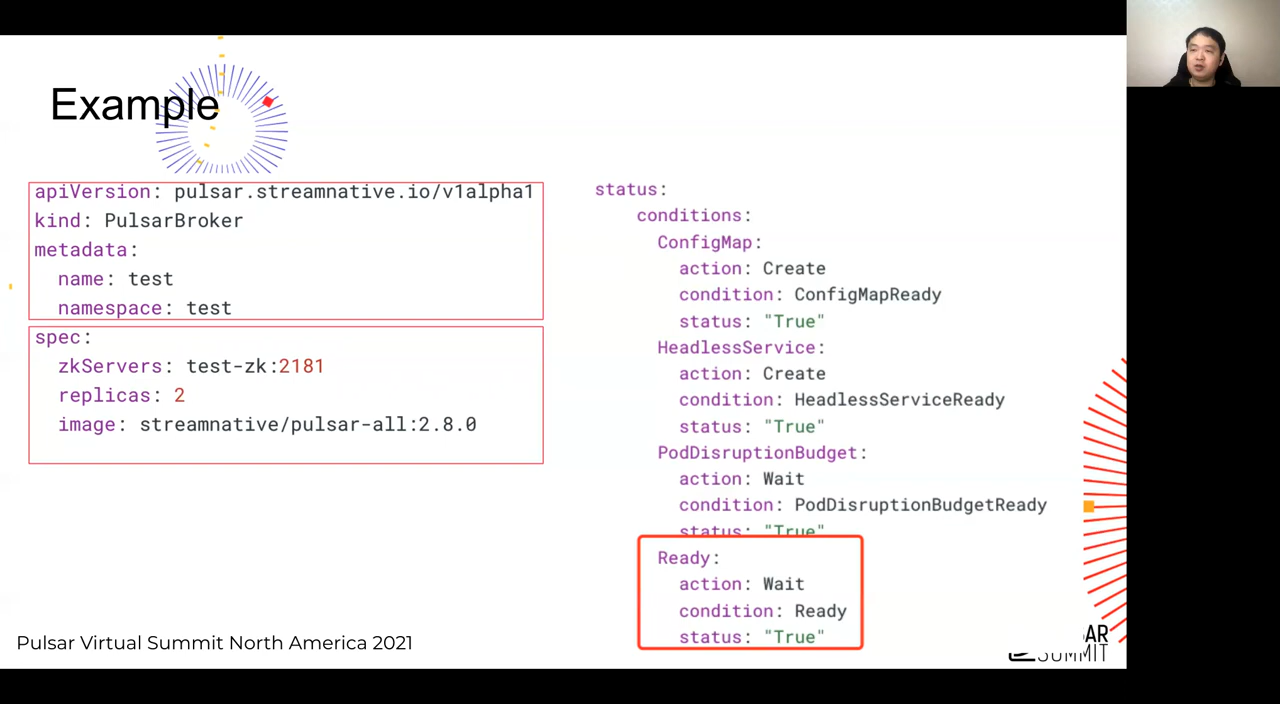 Example
apiVersion: pulsar.streamnative.io/v1alpha1
kind: PulsarBroker
metadata:
name: test
namespace: test
spec:
zkServers: test-zk:2181
replicas: 2
image: streamnative/pulsar-all:2.8.0
status:
conditions:
ConfigMap:
action: Create
condition: ConfigMapReady
status: "True"
HeadlessService:
action: Create
condition: HeadlessServiceReady
status: "True"
PodDisruptionBudget:
action: Wait
condition: PodDisruptionBudgetReady
status: "True"
Ready:
action: Wait
condition: Ready
status: "True"
Pulsar Virtual Summit North America 2021
SUMMIT